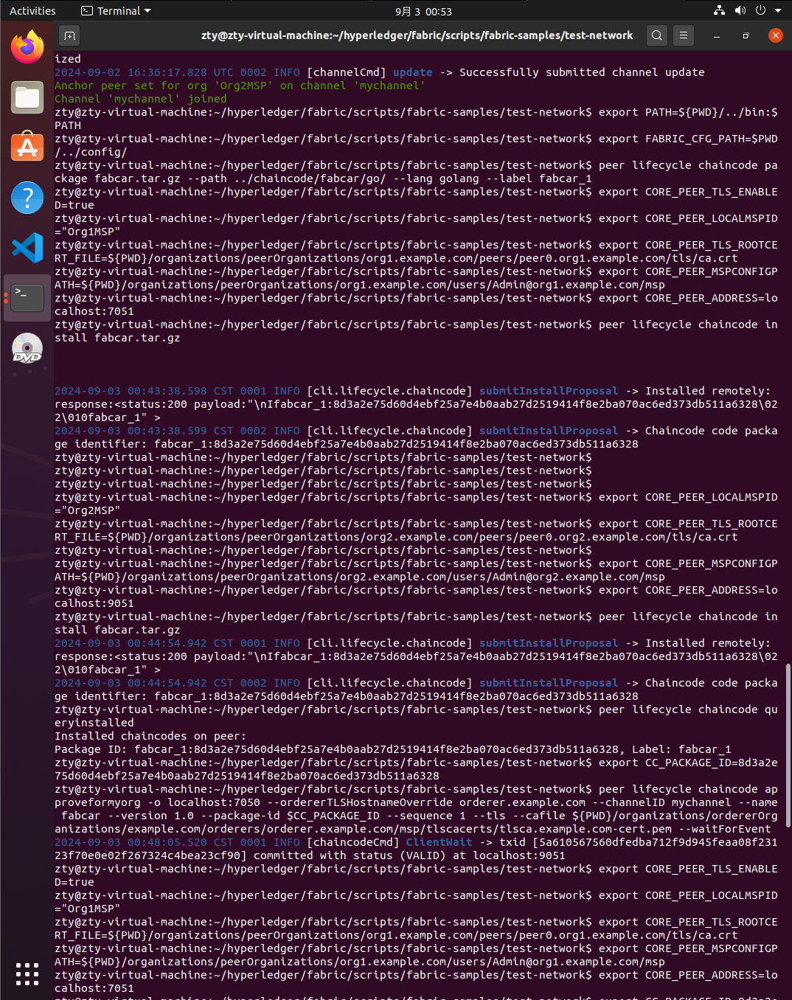 Activities
Terminal
9月 3 00:53
zty@zty-virtual-machine:~/hyperledger/fabric/scripts/fabric-samples/test-network
ized
2024-09-02 16:36:17.828 UTC 0002 INFO [channelCmd] update -> Successfully submitted channel update
Anchor peer set for org 'Org2MSP' on channel 'mychannel'
Channel 'mychannel' joined
zty@zty-virtual-machine:~/hyperledger/fabric/scripts/fabric-samples/test-network$ export PATH=${PWD}/../bin:$
PATH
zty@zty-virtual-machine:~/hyperledger/fabric/scripts/fabric-samples/test-network$ export FABRIC_CFG_PATH=$PWD
/../config/
zty@zty-virtual-machine:~/hyperledger/fabric/scripts/fabric-samples/test-network$ peer lifecycle chaincode pa
ckage fabcar.tar.gz --path ../chaincode/fabcar/go/ --lang golang --label fabcar_1
zty@zty-virtual-machine:~/hyperledger/fabric/scripts/fabric-samples/test-network$ export CORE_PEER_TLS_ENABLE
D=true
zty@zty-virtual-machine:~/hyperledger/fabric/scripts/fabric-samples/test-network$ export CORE_PEER_LOCALMSPID
="Org1MSP"
zty@zty-virtual-machine:~/hyperledger/fabric/scripts/fabric-samples/test-network$ export CORE_PEER_TLS_ROOTCE
RT_FILE=${PWD}/organizations/peerOrganizations/org1.example.com/peers/peer0.org1.example.com/tls/ca.crt
zty@zty-virtual-machine:~/hyperledger/fabric/scripts/fabric-samples/test-network$ export CORE_PEER_MSPCONFIGP
ATH=${PWD}/organizations/peerOrganizations/org1.example.com/users/Admin@org1.example.com/msp
zty@zty-virtual-machine:~/hyperledger/fabric/scripts/fabric-samples/test-network$ export CORE_PEER_ADDRESS=lo
calhost:7051
zty@zty-virtual-machine:~/hyperledger/fabric/scripts/fabric-samples/test-network$ peer lifecycle chaincode in
stall fabcar.tar.gz
2024-09-03 00:43:38.598 CST 0001 INFO [cli.lifecycle.chaincode] submitInstallProposal -> Installed remotely:
response:<status:200 payload:"\nIfabcar_1:8d3a2e75d60d4ebf25a7e4b0aab27d2519414f8e2ba070ac6ed373db511a6328\02
2\010fabcar_1" >
2024-09-03 00:43:38.599 CST 0002 INFO [cli.lifecycle.chaincode] submitInstallProposal -> Chaincode code packa
ge identifier: fabcar_1:8d3a2e75d60d4ebf25a7e4b0aab27d2519414f8e2ba070ac6ed373db511a6328
zty@zty-virtual-machine:~/hyperledger/fabric/scripts/fabric-samples/test-network$
zty@zty-virtual-machine:~/hyperledger/fabric/scripts/fabric-samples/test-network$
zty@zty-virtual-machine:~/hyperledger/fabric/scripts/fabric-samples/test-network$
zty@zty-virtual-machine:~/hyperledger/fabric/scripts/fabric-samples/test-network$ export CORE_PEER_LOCALMSPID
="Org2MSP"
zty@zty-virtual-machine:~/hyperledger/fabric/scripts/fabric-samples/test-network$ export CORE_PEER_TLS_ROOTCE
RT_FILE=${PWD}/organizations/peerOrganizations/org2.example.com/peers/peer0.org2.example.com/tls/ca.crt
zty@zty-virtual-machine:~/hyperledger/fabric/scripts/fabric-samples/test-network$
zty@zty-virtual-machine:~/hyperledger/fabric/scripts/fabric-samples/test-network$ export CORE_PEER_MSPCONFIGP
ATH=${PWD}/organizations/peerOrganizations/org2.example.com/users/Admin@org2.example.com/msp
zty@zty-virtual-machine:~/hyperledger/fabric/scripts/fabric-samples/test-network$ export CORE_PEER_ADDRESS=lo
calhost:9051
zty@zty-virtual-machine:~/hyperledger/fabric/scripts/fabric-samples/test-network$ peer lifecycle chaincode in
stall fabcar.tar.gz
2024-09-03 00:44:54.942 CST 0001 INFO [cli.lifecycle.chaincode] submitInstallProposal -> Installed remotely:
response:<status:200 payload:"\nIfabcar_1:8d3a2e75d60d4ebf25a7e4b0aab27d2519414f8e2ba070ac6ed373db511a6328\02
2\010fabcar_1" >
2024-09-03 00:44:54.942 CST 0002 INFO [cli.lifecycle.chaincode] submitInstallProposal -> Chaincode code packa
ge identifier: fabcar_1:8d3a2e75d60d4ebf25a7e4b0aab27d2519414f8e2ba070ac6ed373db511a6328
zty@zty-virtual-machine:~/hyperledger/fabric/scripts/fabric-samples/test-network$ peer lifecycle chaincode qu
eryinstalled
Installed chaincodes on peer:
Package ID: fabcar_1:8d3a2e75d60d4ebf25a7e4b0aab27d2519414f8e2ba070ac6ed373db511a6328, Label: fabcar_1
zty@zty-virtual-machine:~/hyperledger/fabric/scripts/fabric-samples/test-network$ export CC_PACKAGE_ID=8d3a2e
75d60d4ebf25a7e4b0aab27d2519414f8e2ba070ac6ed373db511a6328
zty@zty-virtual-machine:~/hyperledger/fabric/scripts/fabric-samples/test-network$ peer lifecycle chaincode ap
proveformyorg -o localhost:7050 --ordererTLSHostnameOverride orderer.example.com --channelID mychannel --name
fabcar --version 1.0 --package-id $CC_PACKAGE_ID --sequence 1 --tls --cafile ${PWD}/organizations/ordererOrg
anizations/example.com/orderers/orderer.example.com/msp/tlscacerts/tlsca.example.com-cert.pem --waitForEvent
2024-09-03 00:48:05.520 CST 0001 INFO [chaincodeCmd] ClientWait -> txid [5a610567560dfedba712f9d945feaa08f231
23f70e0e02f267324c4bea23cf90] committed with status (VALID) at localhost:9051
zty@zty-virtual-machine:~/hyperledger/fabric/scripts/fabric-samples/test-network$ export CORE_PEER_TLS_ENABLE
D=true
zty@zty-virtual-machine:~/hyperledger/fabric/scripts/fabric-samples/test-network$ export CORE_PEER_LOCALMSPID
="Org1MSP"
zty@zty-virtual-machine:~/hyperledger/fabric/scripts/fabric-samples/test-network$ export CORE_PEER_TLS_ROOTCE
RT_FILE=${PWD}/organizations/peerOrganizations/org1.example.com/peers/peer0.org1.example.com/tls/ca.crt
zty@zty-virtual-machine:~/hyperledger/fabric/scripts/fabric-samples/test-network$ export CORE_PEER_MSPCONFIGP
ATH=${PWD}/organizations/peerOrganizations/org1.example.com/users/Admin@org1.example.com/msp
zty@zty-virtual-machine:~/hyperledger/fabric/scripts/fabric-samples/test-network$ export CORE_PEER_ADDRESS=lo
calhost:7051